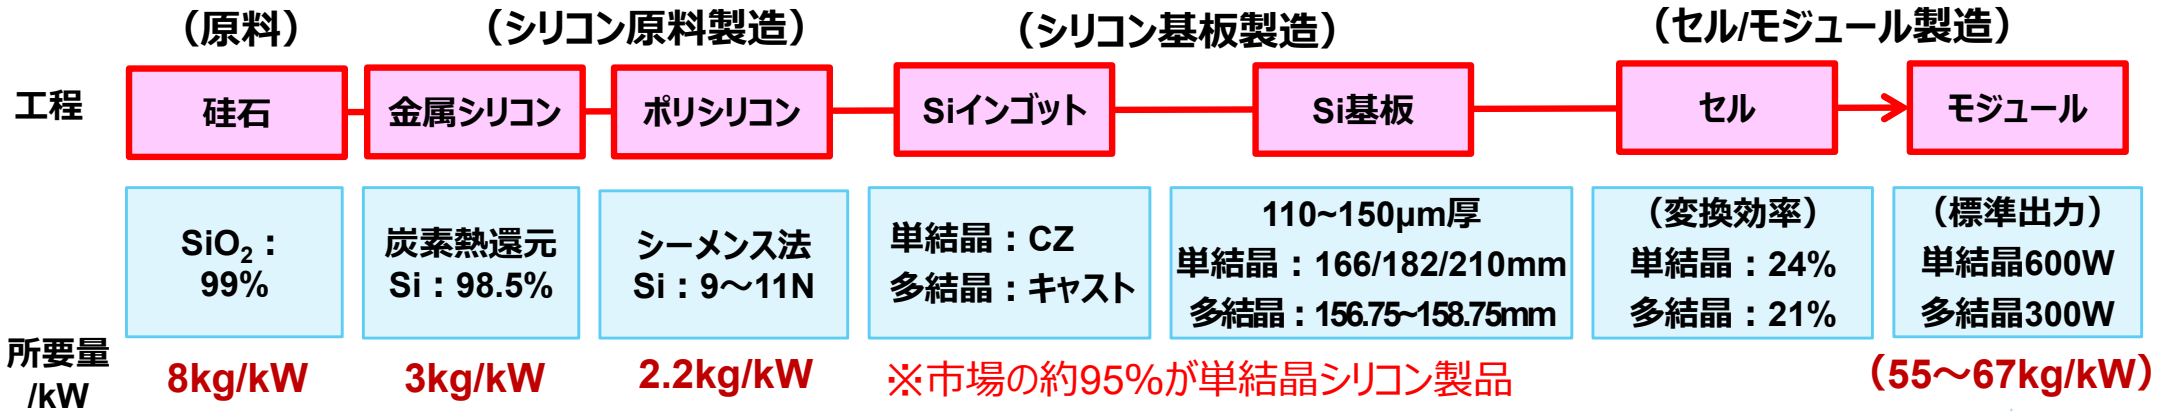 （原料）
（シリコン原料製造）
（シリコン基板製造）
（セル/モジュール製造）
工程
硅石
金属シリコン
ポリシリコン
Siインゴット
Si基板
セル
モジュール
SiO₂：
99%
炭素熱還元
Si：98.5%
シーメンス法
Si：9～11N
単結晶：CZ
多結晶：キャスト
110~150μm厚
単結晶：166/182/210mm
多結晶：156.75~158.75mm
（変換効率）
単結晶：24%
多結晶：21%
（標準出力）
単結晶600W
多結晶300W
所要量
/kW
8kg/kW
3kg/kW
2.2kg/kW
※市場の約95%が単結晶シリコン製品
（55～67kg/kW）